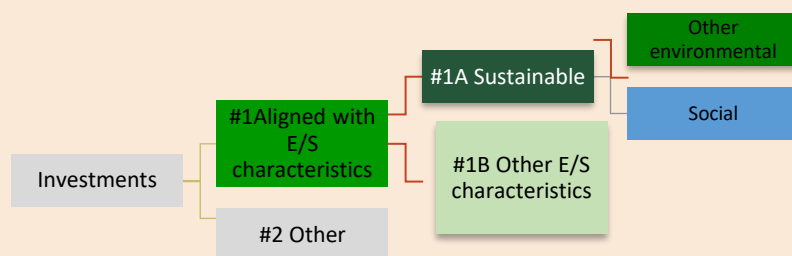 Other
environmental
#1A Sustainable
Social
#1Aligned with
E/S
characteristics
#1B Other E/S
characteristics
Investments
#2 Other